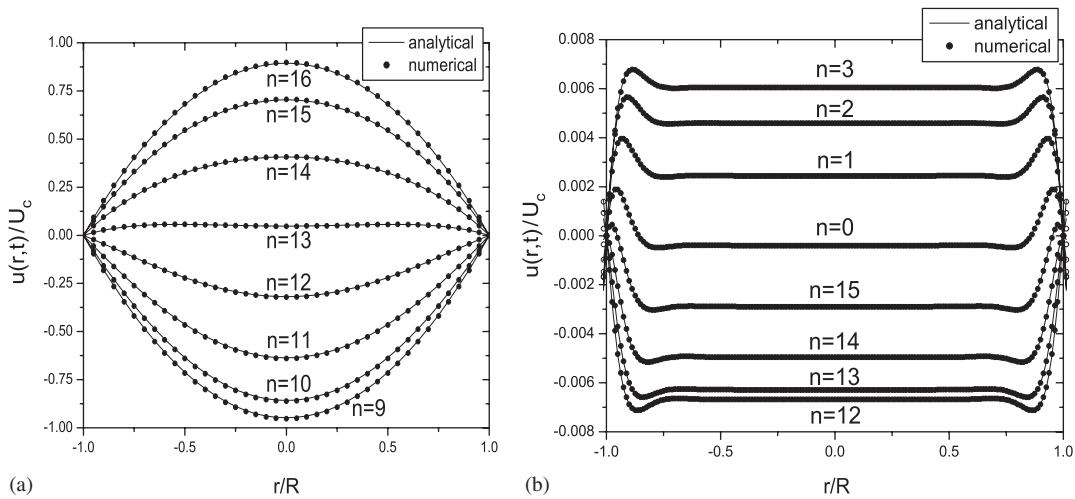 analytical
numerical
1.00
0.75
0.50
0.25
0.00
-0.25
-0.50
-0.75
-1.00
u(r,t)/U_c
n=16
n=15
n=14
n=13
n=12
n=11
n=10
n=9
-1.0 -0.5 0.0 0.5 1.0
(a)
r/R
analytical
numerical
0.008
0.006
0.004
0.002
0.000
-0.002
-0.004
-0.006
-0.008
u(r,t)/U_c
n=3
n=2
n=1
n=0
n=15
n=14
n=13
n=12
-1.0 -0.5 0.0 0.5 1.0
(b)
r/R